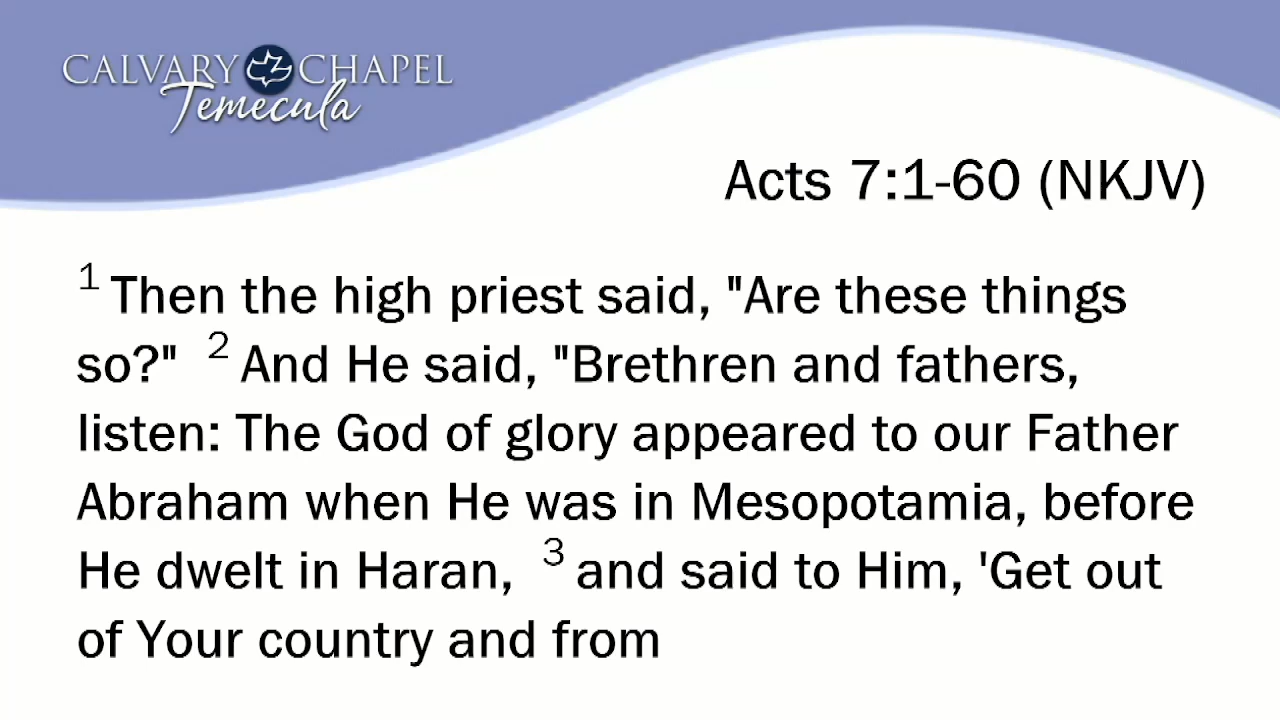 CALVARY CHAPEL
Temecula
Acts 7:1-60 (NKJV)
1 Then the high priest said, "Are these things
so?" 2 And He said, "Brethren and fathers,
listen: The God of glory appeared to our Father
Abraham when He was in Mesopotamia, before
He dwelt in Haran, 3 and said to Him, 'Get out
of Your country and from